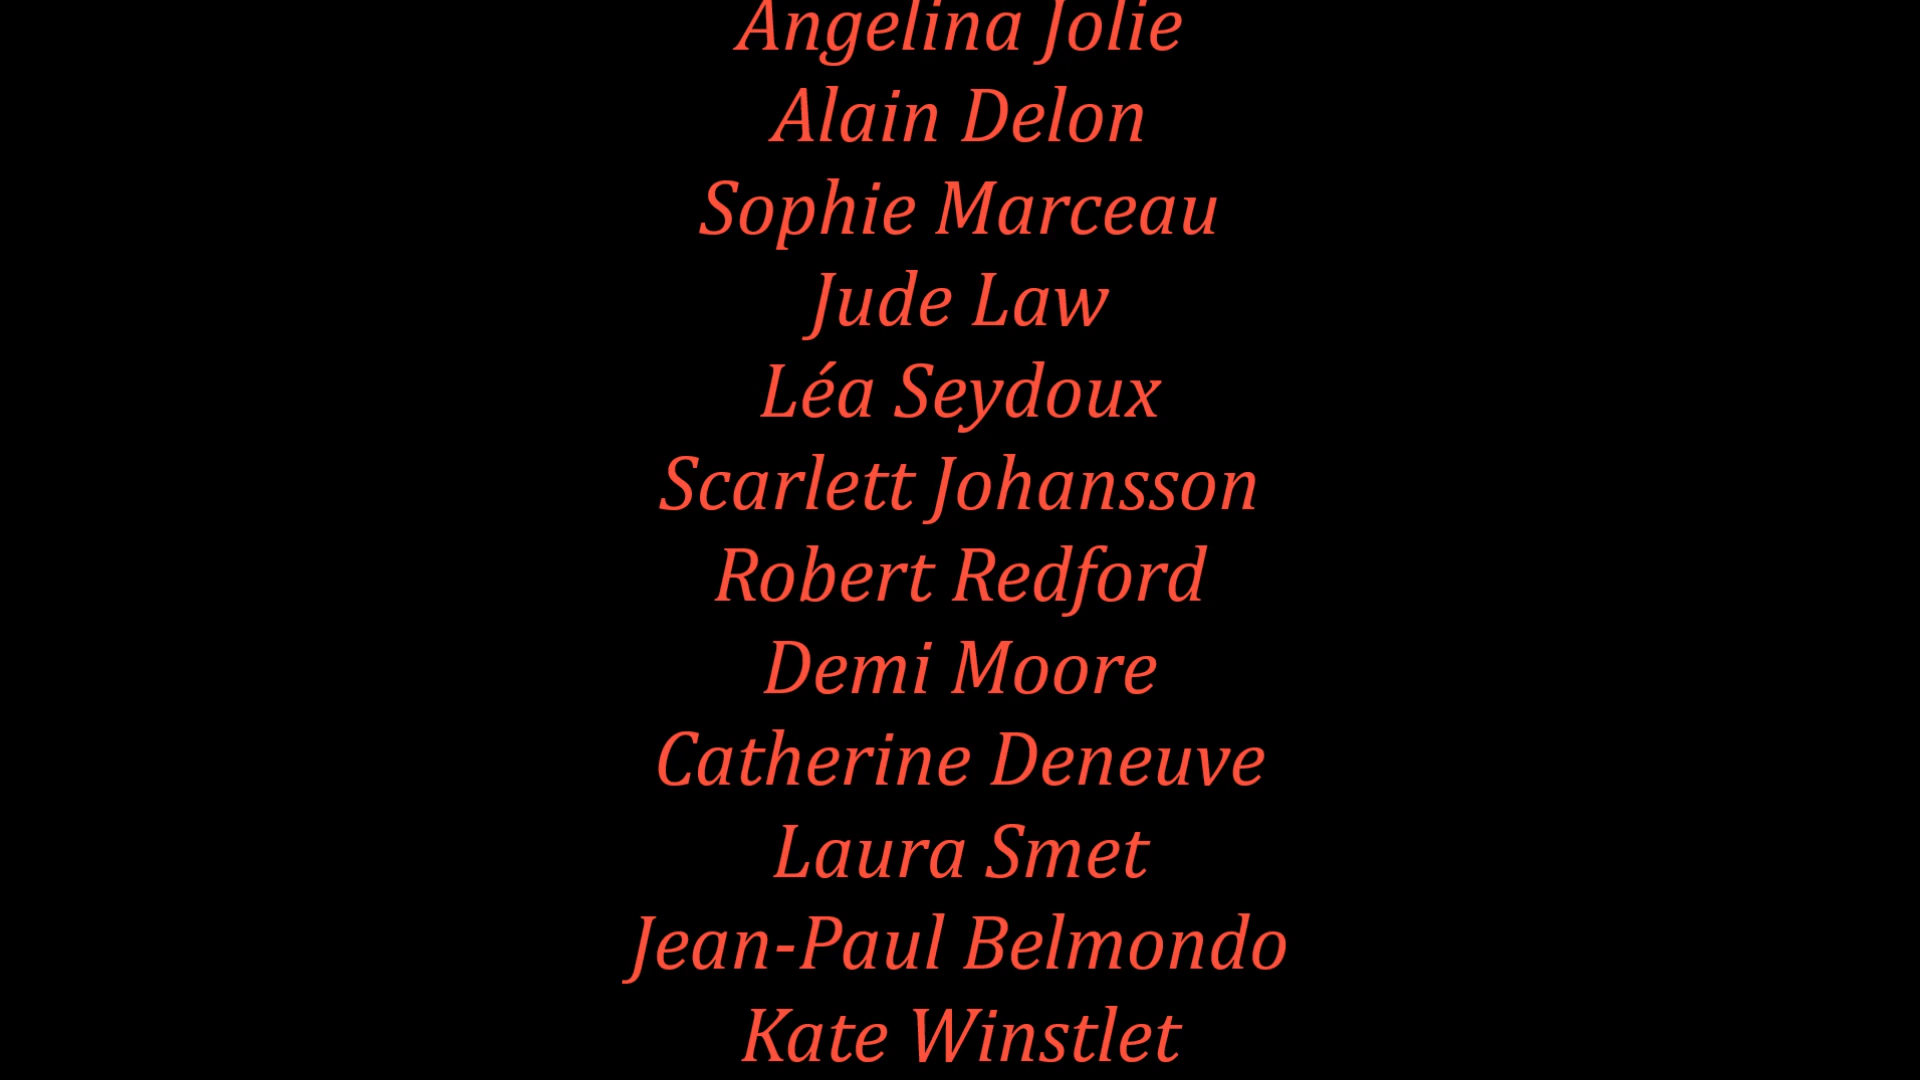 Angelina Jolie
Alain Delon
Sophie Marceau
Jude Law
Léa Seydoux
Scarlett Johansson
Robert Redford
Demi Moore
Catherine Deneuve
Laura Smet
Jean-Paul Belmondo
Kate Winstlet